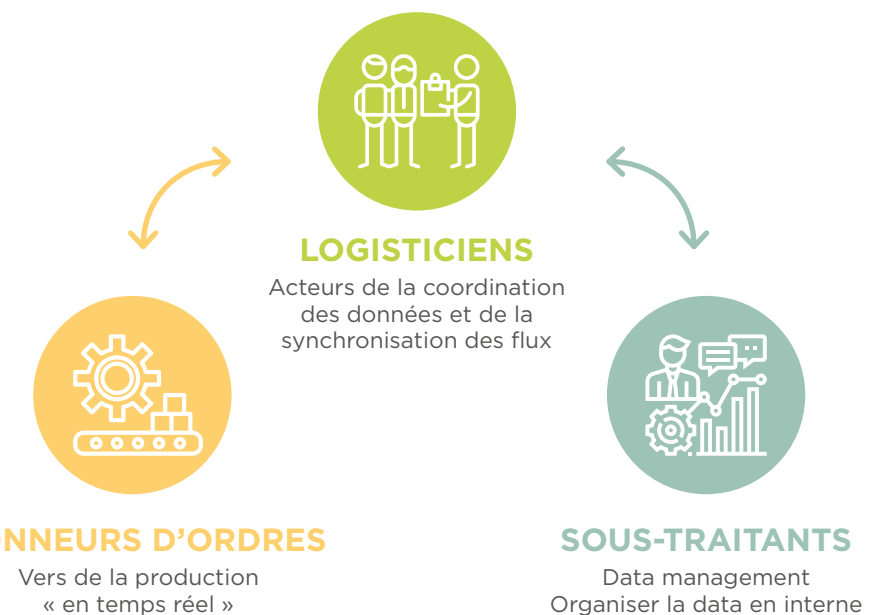 LOGISTICIENS
Acteurs de la coordination
des données et de la
synchronisation des flux
ONNEURS D’ORDRES
Vers de la production
« en temps réel »
SOUS-TRAITANTS
Data management
Organiser la data en interne